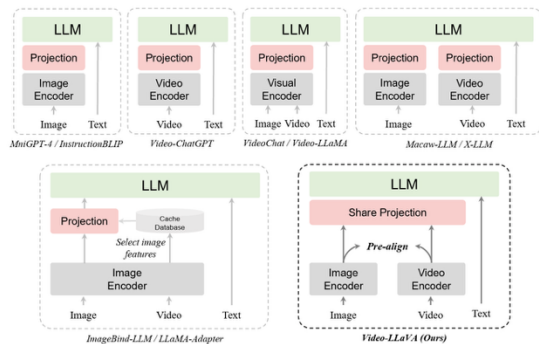 LLM
Projection
Image
Encoder
Image
Text
MniGPT-4 / InstructionBLIP
LLM
Projection
Video
Encoder
Video
Text
Video-ChatGPT
LLM
Projection
Visual
Encoder
Image Video Text
VideoChat / Video-LLaMA
LLM
Projection
Projection
Image
Encoder
Video
Encoder
Image
Video
Text
Macaw-LLM / X-LLM
LLM
Projection
Cache
Database
Select image
features
Image
Encoder
Image
Video
Text
ImageBind-LLM / LLaMA-Adapter
LLM
Share Projection
Pre-align
Image
Encoder
Video
Encoder
Image
Video
Text
Video-LLaVA (Ours)